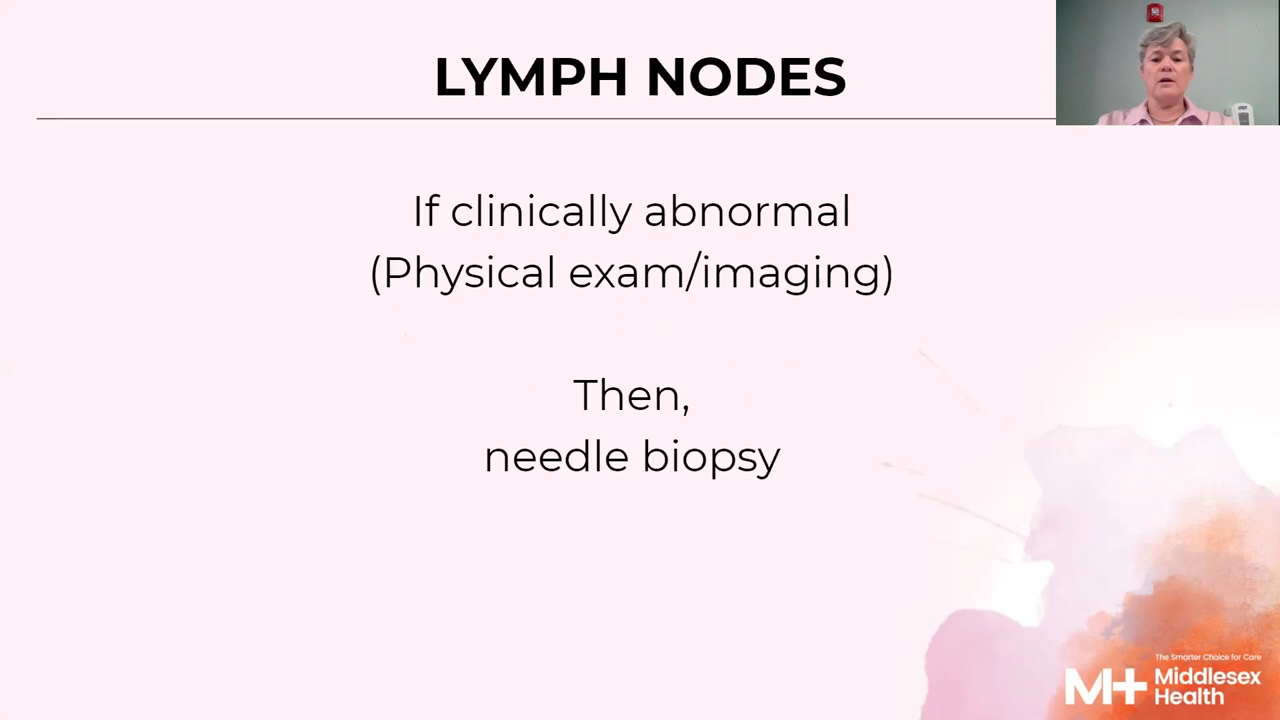 LYMPH NODES
If clinically abnormal
(Physical exam/imaging)
Then,
needle biopsy
The Smarter Choice for Care
M+ Middlesex
Health